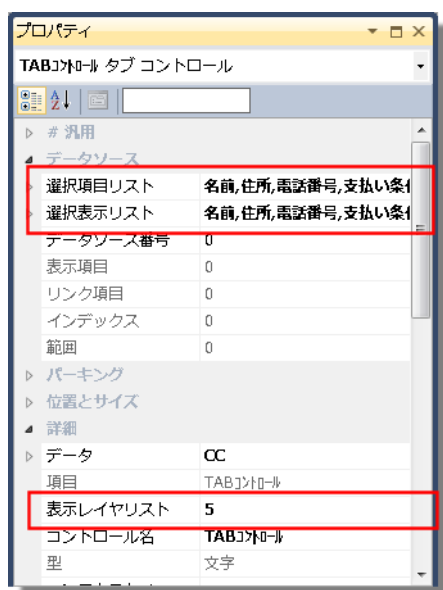 プロパティ
TABｺﾝﾄﾛｰﾙ タブ コントロール
# 汎用
データソース
選択項目リスト 名前,住所,電話番号,支払い条
選択表示リスト 名前,住所,電話番号,支払い条
データソース番号 0
表示項目 0
リンク項目 0
インデックス 0
範囲 0
パーキング
位置とサイズ
詳細
データ CC
項目 TABｺﾝﾄﾛｰﾙ
表示レイヤリスト 5
コントロール名 TABｺﾝﾄﾛｰﾙ
型 文字